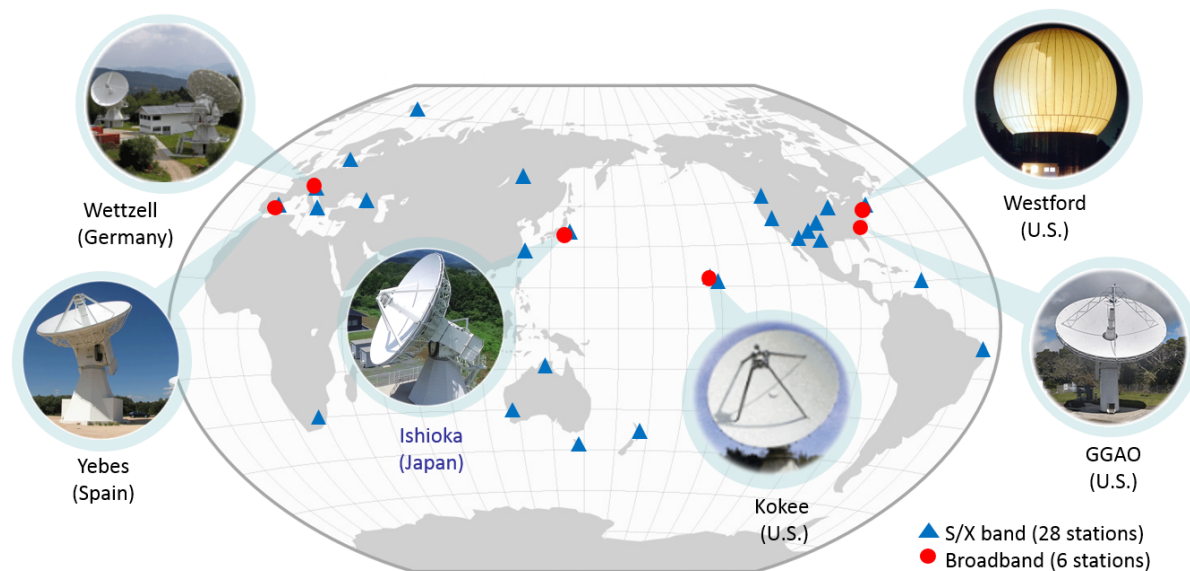 Wettzell
(Germany)
Westford
(U.S.)
Yebes
(Spain)
Ishioka
(Japan)
Kokee
(U.S.)
GGAO
(U.S.)
S/X band (28 stations)
Broadband (6 stations)